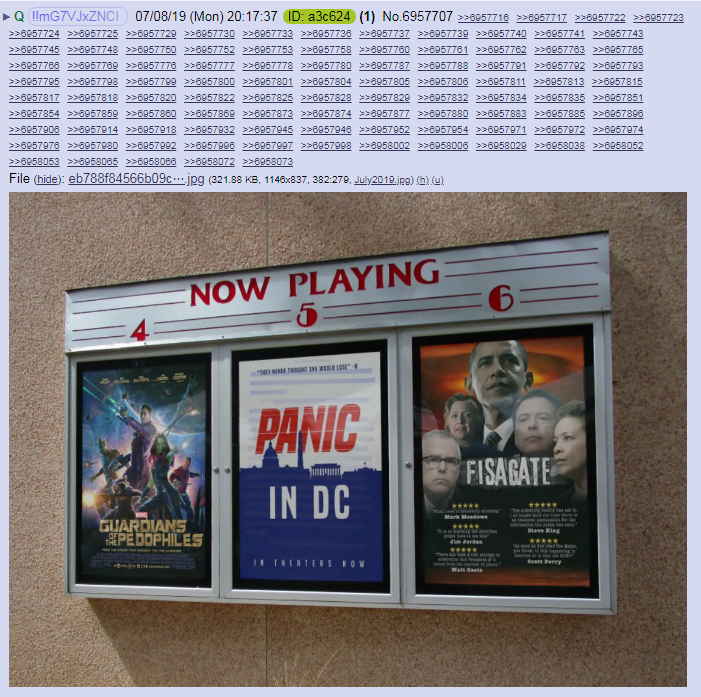 ▶ Q !!mG7VJxZNCI 07/08/19 (Mon) 20:17:37 ID: a3c624 (1) No.6957707 >>6957716 >>6957717 >>6957722 >>6957723
>>6957724 >>6957725 >>6957729 >>6957730 >>6957733 >>6957736 >>6957737 >>6957739 >>6957740 >>6957741 >>6957743
>>6957745 >>6957748 >>6957750 >>6957752 >>6957753 >>6957758 >>6957760 >>6957761 >>6957762 >>6957763 >>6957765
>>6957766 >>6957769 >>6957776 >>6957777 >>6957778 >>6957780 >>6957787 >>6957788 >>6957791 >>6957792 >>6957793
>>6957795 >>6957798 >>6957799 >>6957800 >>6957801 >>6957804 >>6957805 >>6957806 >>6957811 >>6957813 >>6957815
>>6957817 >>6957818 >>6957820 >>6957822 >>6957825 >>6957828 >>6957829 >>6957832 >>6957834 >>6957835 >>6957851
>>6957854 >>6957859 >>6957860 >>6957869 >>6957873 >>6957874 >>6957877 >>6957880 >>6957883 >>6957885 >>6957896
>>6957906 >>6957914 >>6957918 >>6957932 >>6957945 >>6957946 >>6957952 >>6957954 >>6957971 >>6957972 >>6957974
>>6957976 >>6957980 >>6957992 >>6957996 >>6957997 >>6957998 >>6958002 >>6958006 >>6958029 >>6958038 >>6958052
>>6958053 >>6958065 >>6958066 >>6958072 >>6958073
File (hide): eb788f84566b09c⋯.jpg (321.88 KB, 1146x837, 382:279, July2019.jpg) (h) (u)
NOW PLAYING
4
5
6
MARVEL
GUARDIANS
OF THE PEDOPHILES
"THEY NEVER THOUGHT SHE WOULD LOSE" -Q
PANIC
IN DC
IN THEATERS NOW
FISAGATE
★★★★★
Mark Meadows
★★★★★
Jim Jordan
★★★★★
Matt Gaetz
★★★★★
Steve King
★★★★★
Scott Perry